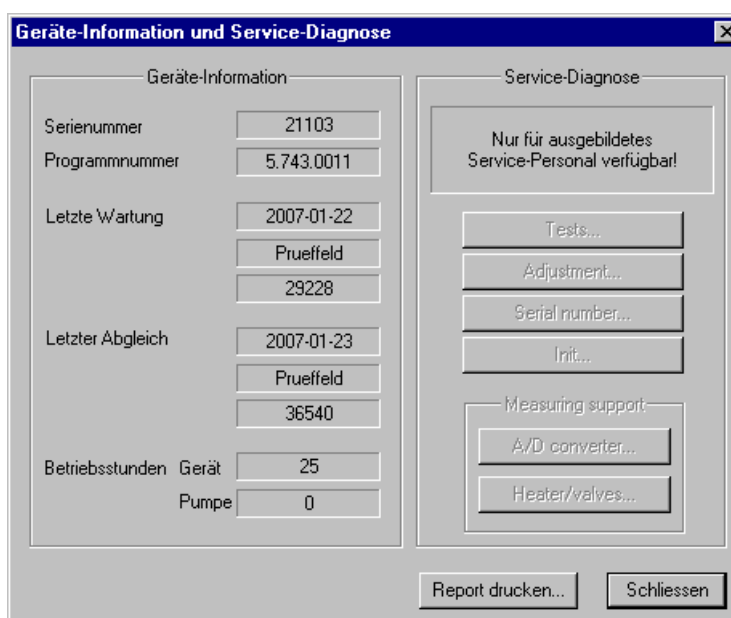 Geräte-Information und Service-Diagnose
Geräte-Information
Serienummer 21103
Programmnummer 5.743.0011
Letzte Wartung 2007-01-22
Prueffeld
29228
Letzter Abgleich 2007-01-23
Prueffeld
36540
Betriebsstunden Gerät 25
Pumpe 0
Service-Diagnose
Nur für ausgebildetes
Service-Personal verfügbar!
Tests...
Adjustment...
Serial number...
Init...
Measuring support
A/D converter...
Heater/valves...
Report drucken...
Schliessen